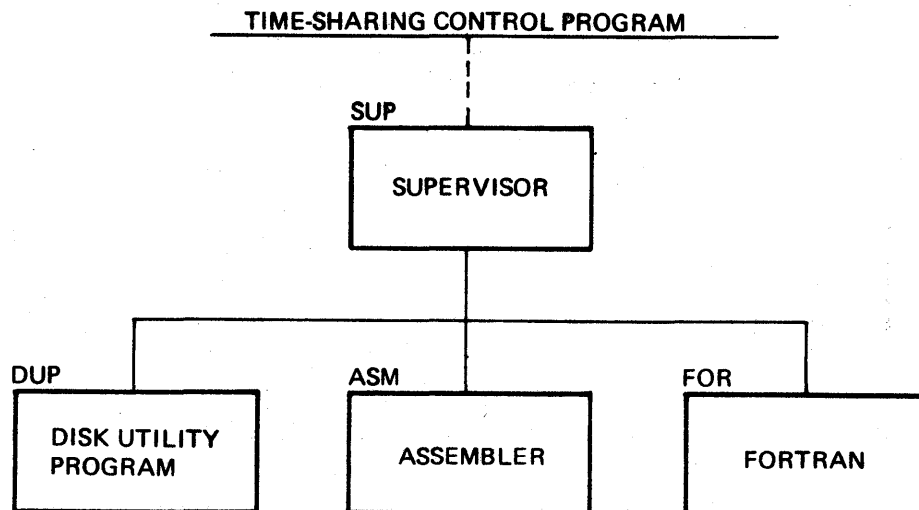 TIME-SHARING CONTROL PROGRAM
SUP
SUPERVISOR
DUP
DISK UTILITY
PROGRAM
ASM
ASSEMBLER
FOR
FORTRAN